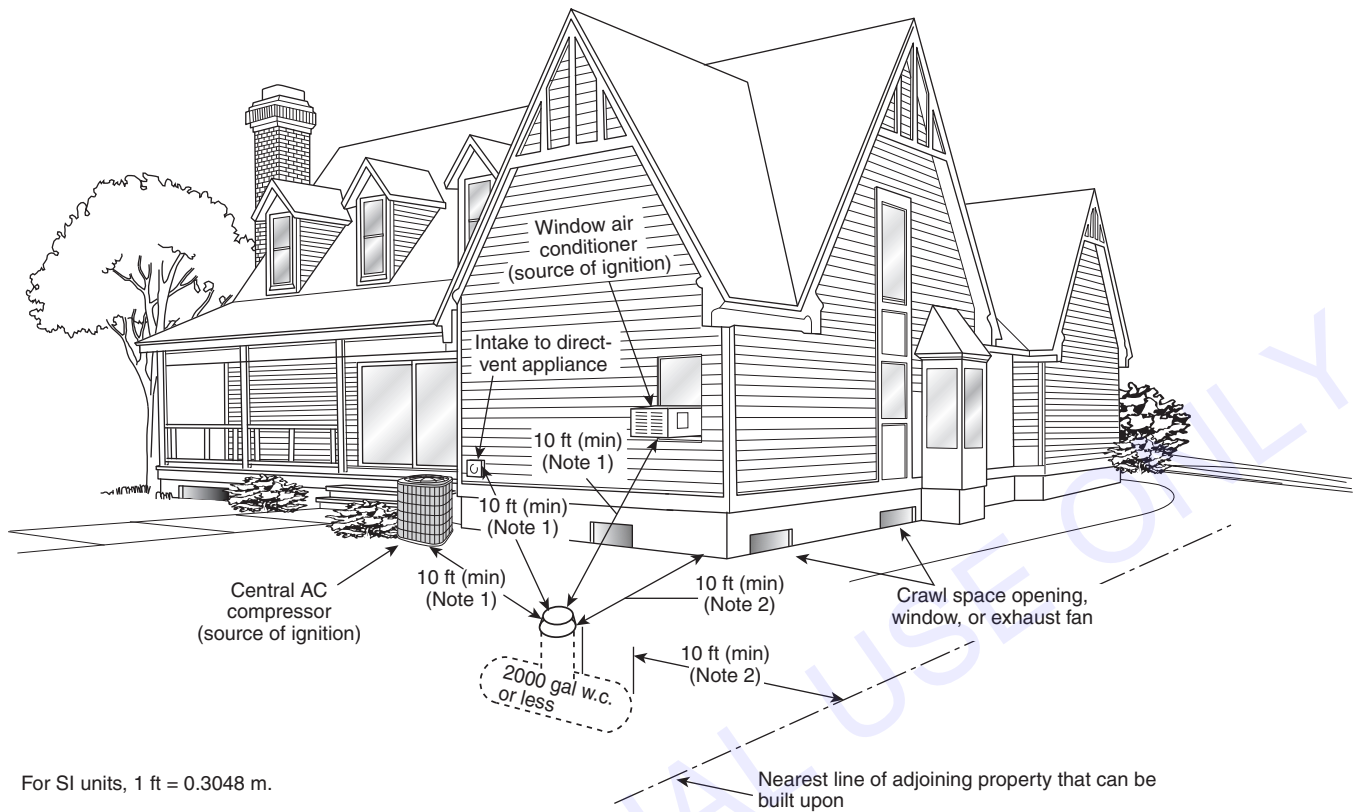 Window air
conditioner
(source of ignition)
Intake to direct-
vent appliance
10 ft (min)
(Note 1)
10 ft (min)
(Note 1)
10 ft (min)
(Note 1)
Central AC
compressor
(source of ignition)
10 ft (min)
(Note 2)
Crawl space opening,
window, or exhaust fan
10 ft (min)
(Note 2)
2000 gal w.c.
or less
For SI units, 1 ft = 0.3048 m.
Nearest line of adjoining property that can be
built upon
AL USE ONLY